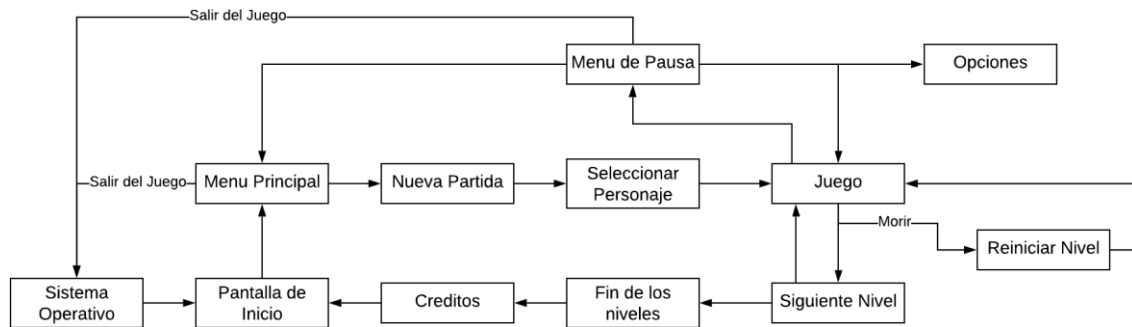 Salir del Juego
Menu de Pausa
Opciones
Salir del Juego
Menu Principal
Nueva Partida
Seleccionar
Personaje
Juego
Morir
Reiniciar Nivel
Sistema
Operativo
Pantalla de
Inicio
Creditos
Fin de los
niveles
Siguiente Nivel